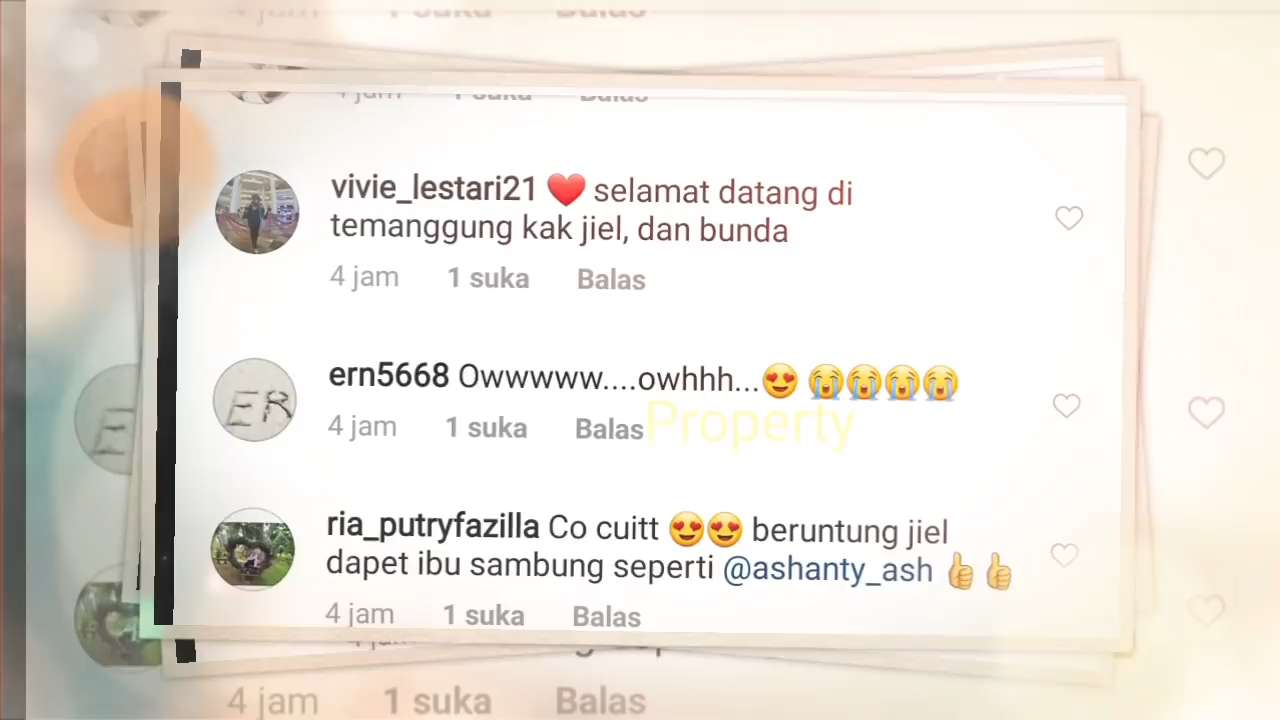 vivie_lestari21 ❤️ selamat datang di
temanggung kak jiel, dan bunda
4 jam 1 suka Balas
ern5668 Owwwww....owhhh...😍 😭😭😭😭
4 jam 1 suka Balas
Property
ria_putryfazilla Co cuitt 😍😍 beruntung jiel
dapet ibu sambung seperti @ashanty_ash 👍👍
4 jam 1 suka Balas
4 jam 1 suka Balas